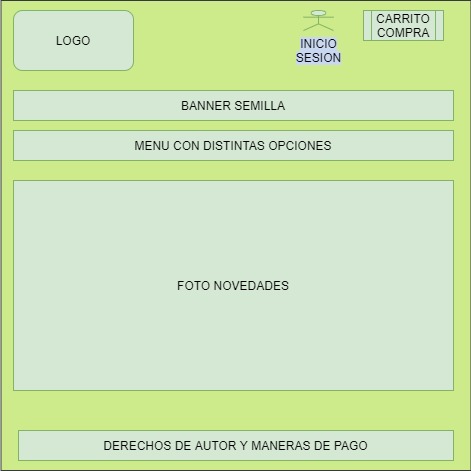 LOGO
INICIO
SESION
CARRITO
COMPRA
BANNER SEMILLA
MENU CON DISTINTAS OPCIONES
FOTO NOVEDADES
DERECHOS DE AUTOR Y MANERAS DE PAGO